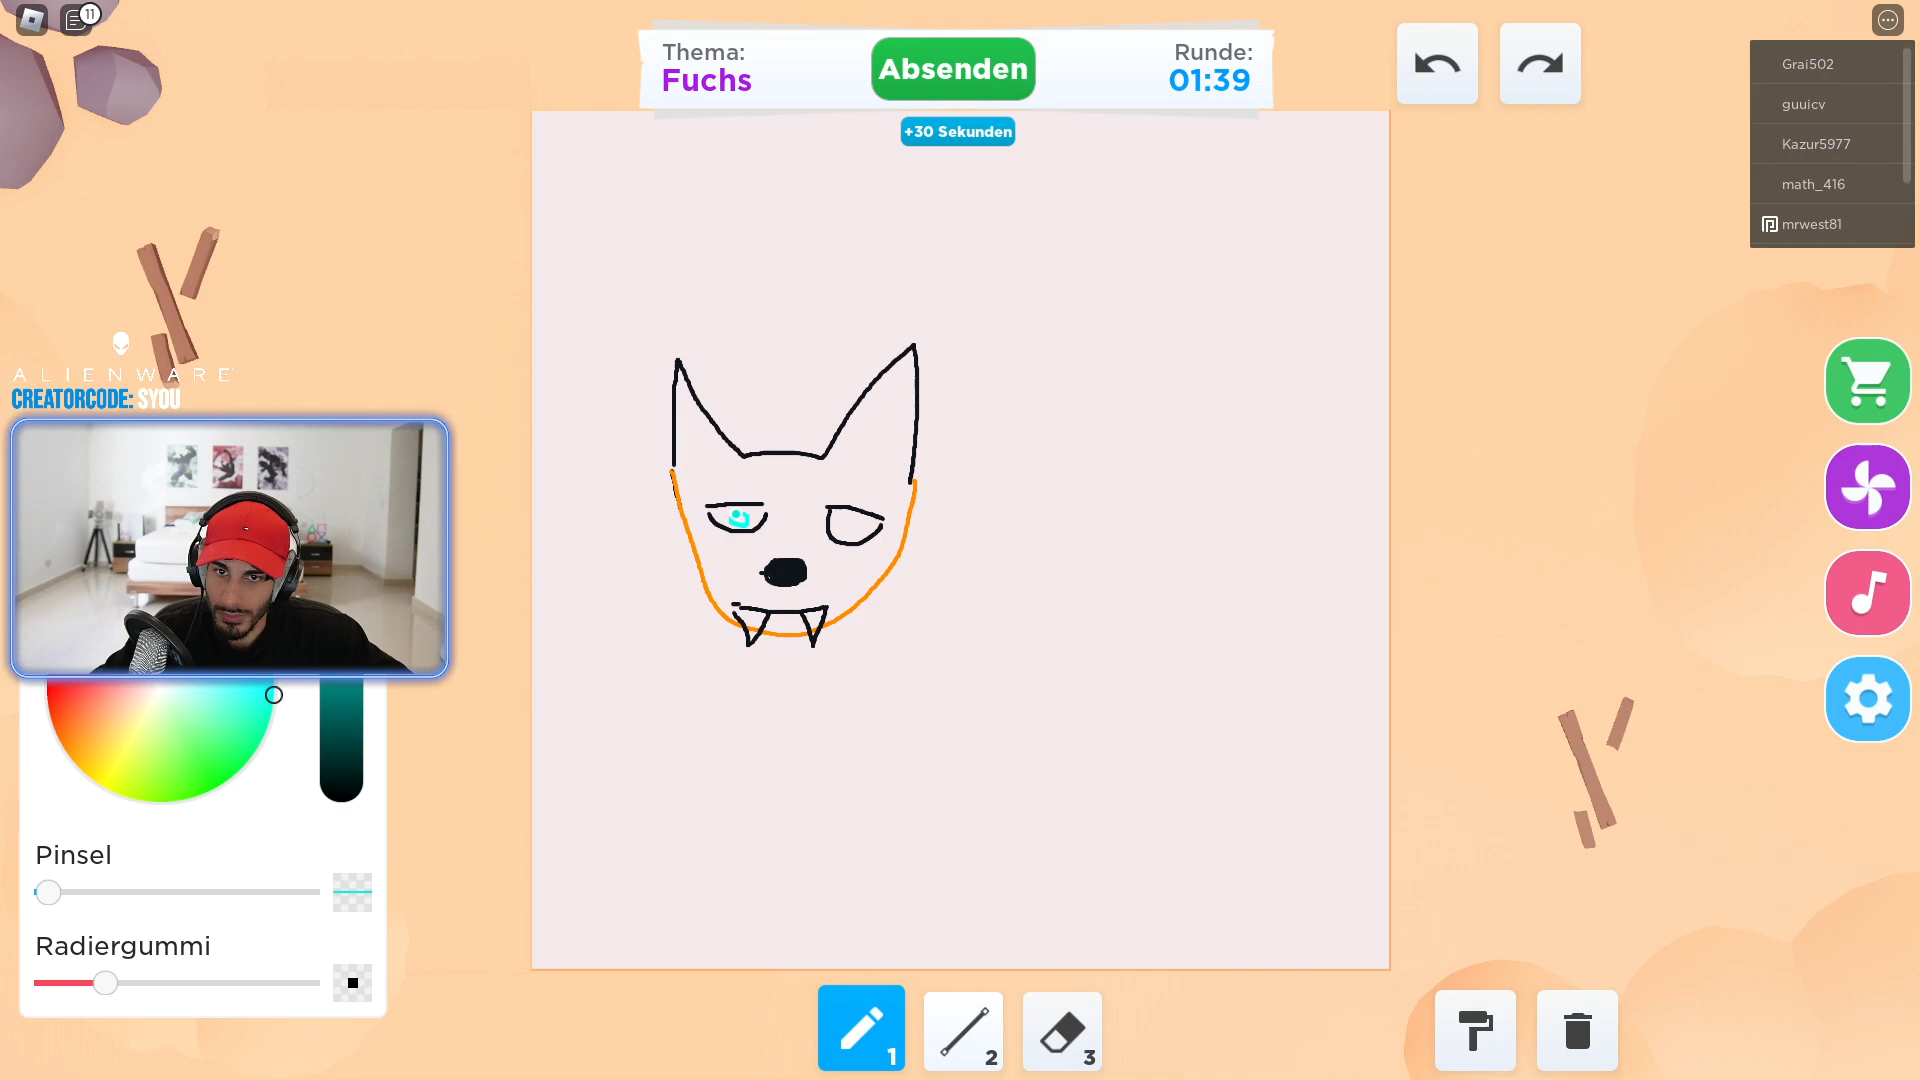 11
Thema:
Fuchs
Absenden
Runde:
01:39
+30 Sekunden
Grai502
guuicv
Kazur5977
math_416
mrwest81
ALIENWARE
CREATORCODE: SYOU
Pinsel
Radiergummi
1
2
3